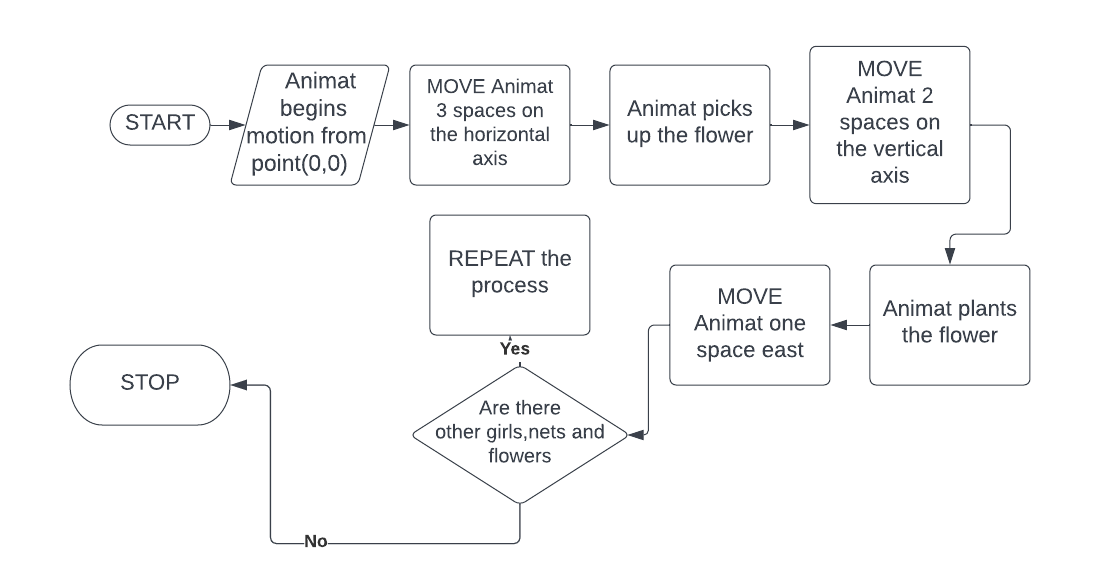 START
Animat
begins
motion from
point(0,0)
MOVE Animat
3 spaces on
the horizontal
axis
Animat picks
up the flower
MOVE
Animat 2
spaces on
the vertical
axis
Animat plants
the flower
MOVE
Animat one
space east
REPEAT the
process
Yes
Are there
other girls,nets and
flowers
No
STOP